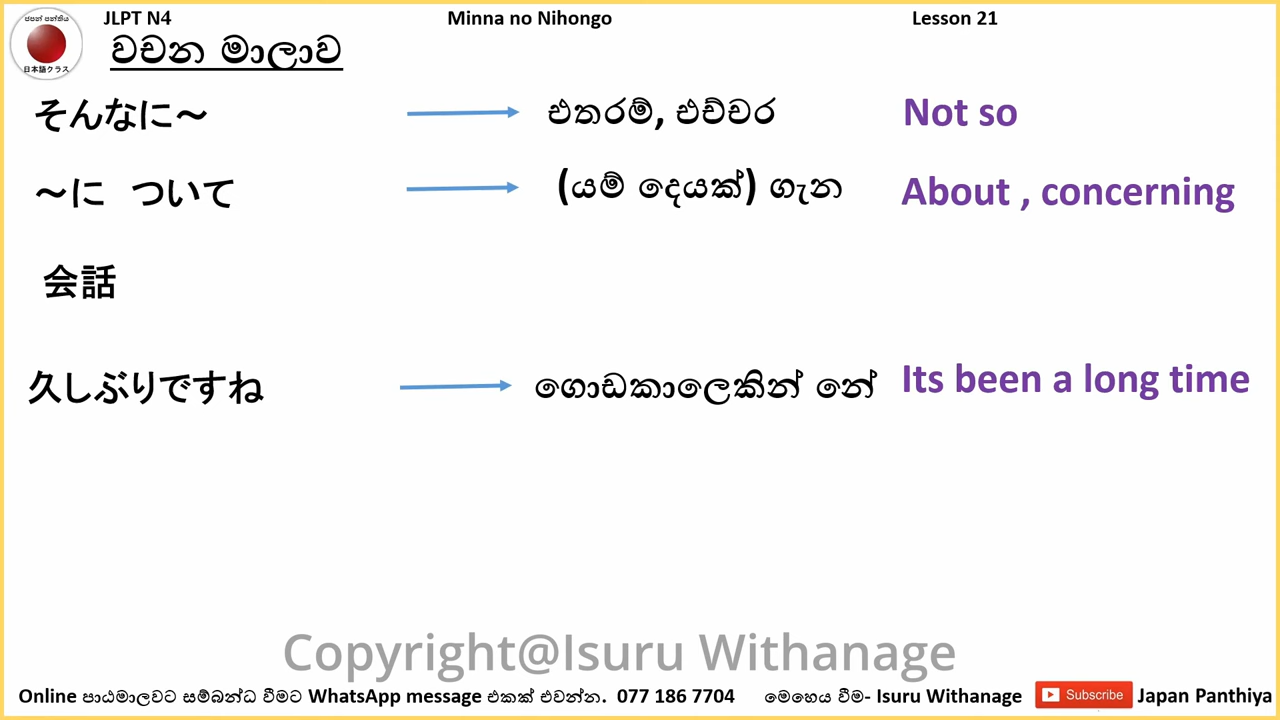 ජපන් පන්තිය
日本語クラス
JLPT N4 Minna no Nihongo Lesson 21
වචන මාලාව
そんなに～ එතරම්, එච්චර Not so
～に ついて (යම් දෙයක්) ගැන About , concerning
会話
久しぶりですね ගොඩකාලෙකින් නේ Its been a long time
Copyright@Isuru Withanage
Online පාඨමාලවට සම්බන්ධ වීමට WhatsApp message එකක් එවන්න. 077 186 7704 මෙහෙය වීම- Isuru Withanage Subscribe Japan Panthiya